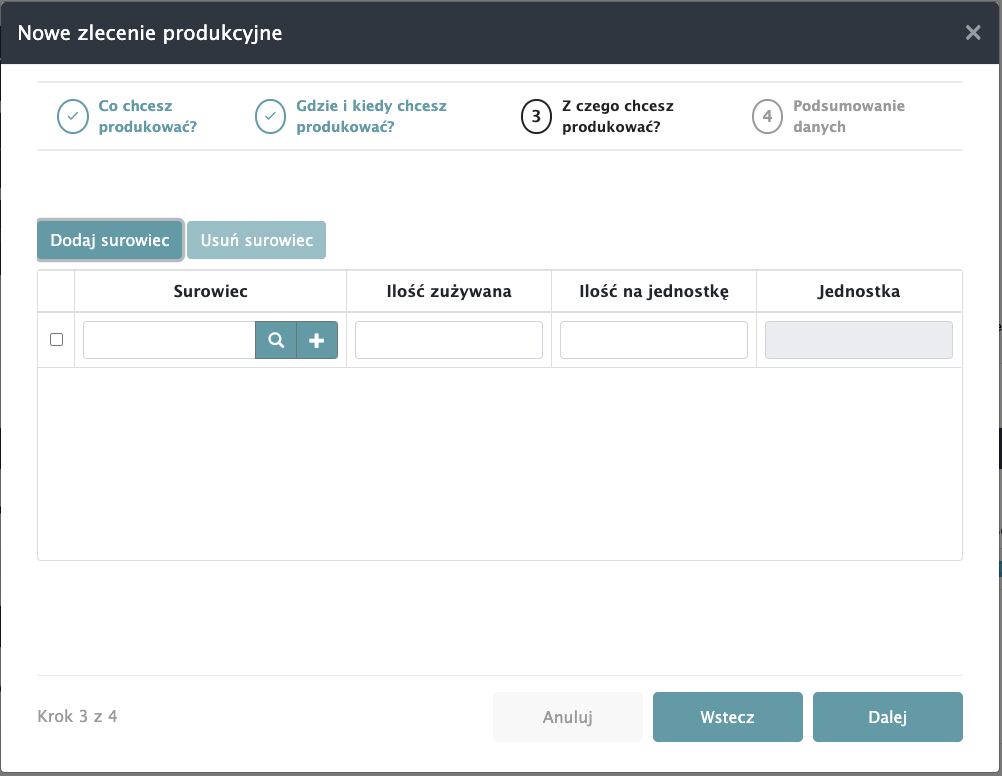 Nowe zlecenie produkcyjne
Co chcesz
produkować?
Gdzie i kiedy chcesz
produkować?
3
Z czego chcesz
produkować?
4
Podsumowanie
danych
Dodaj surowiec
Usuń surowiec
Surowiec
Ilość zużywana
Ilość na jednostkę
Jednostka
Krok 3 z 4
Anuluj
Wstecz
Dalej